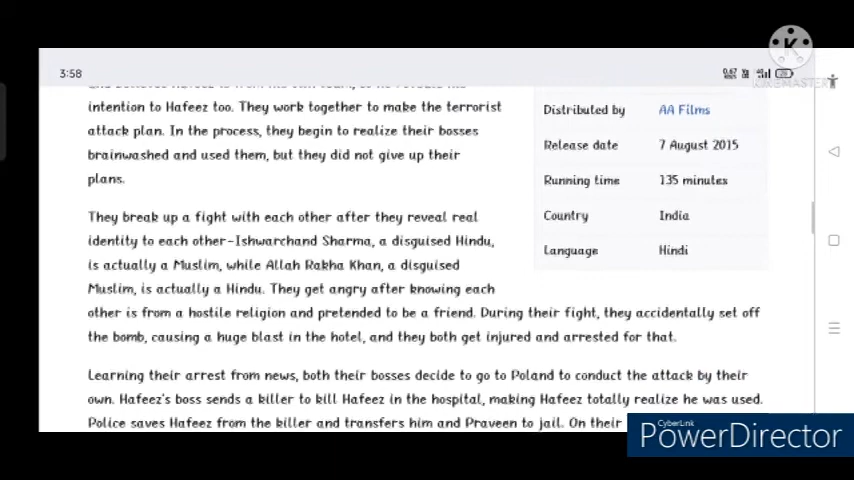 3:58
KINEMASTER
intention to Hafeez too. They work together to make the terrorist
attack plan. In the process, they begin to realize their bosses
brainwashed and used them, but they did not give up their
plans.
Distributed by AA Films
Release date 7 August 2015
Running time 135 minutes
Country India
Language Hindi
They break up a fight with each other after they reveal real
identity to each other-Ishwarchand Sharma, a disguised Hindu,
is actually a Muslim, while Allah Rakha Khan, a disguised
Muslim, is actually a Hindu. They get angry after knowing each
other is from a hostile religion and pretended to be a friend. During their fight, they accidentally set off
the bomb, causing a huge blast in the hotel, and they both get injured and arrested for that.
Learning their arrest from news, both their bosses decide to go to Poland to conduct the attack by their
own. Hafeez's boss sends a killer to kill Hafeez in the hospital, making Hafeez totally realize he was used.
Police saves Hafeez from the killer and transfers him and Praveen to jail. On their
CyberLink
PowerDirector